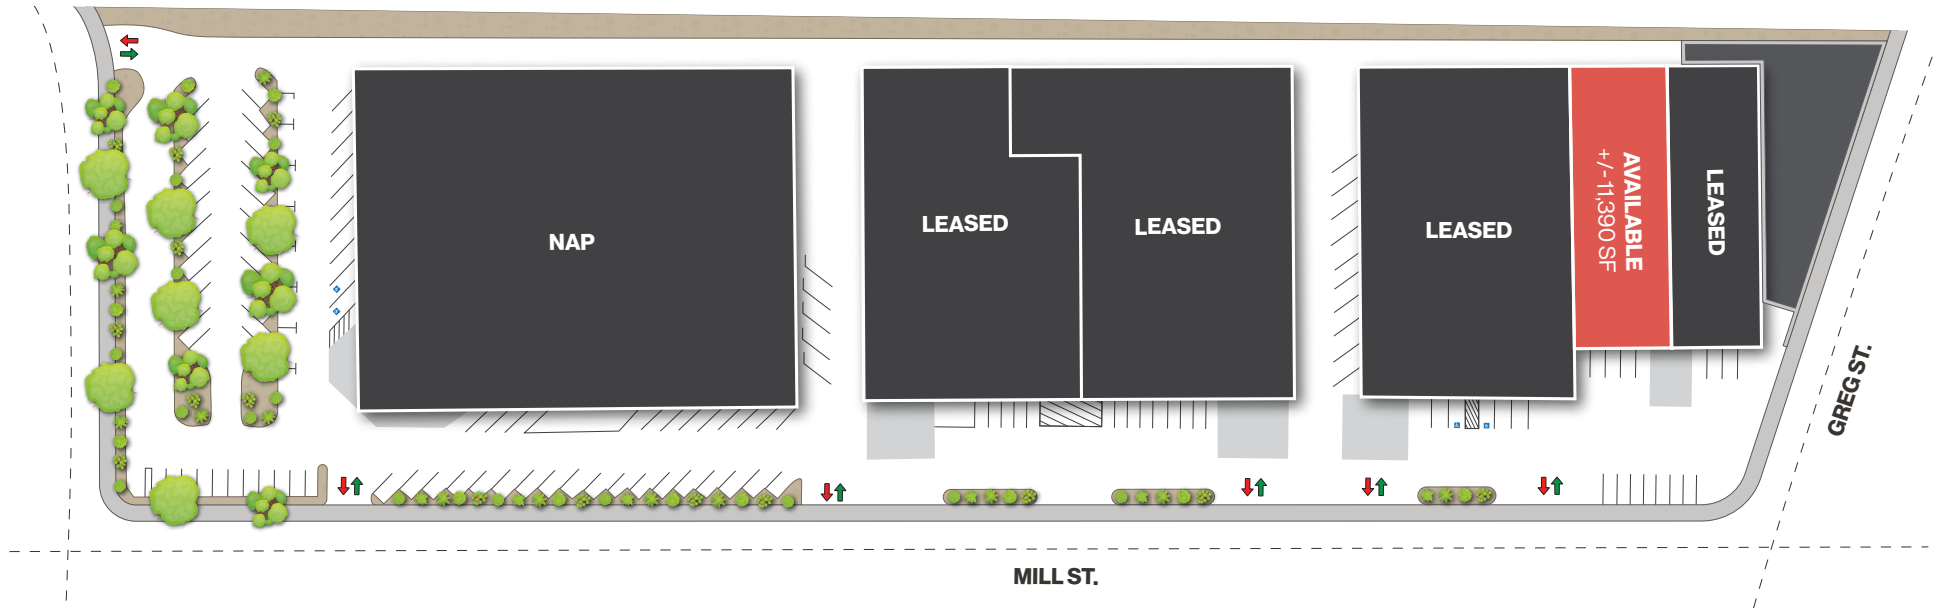 NAP
LEASED
LEASED
LEASED
AVAILABLE
+/- 11,390 SF
LEASED
GREG ST.
MILL ST.